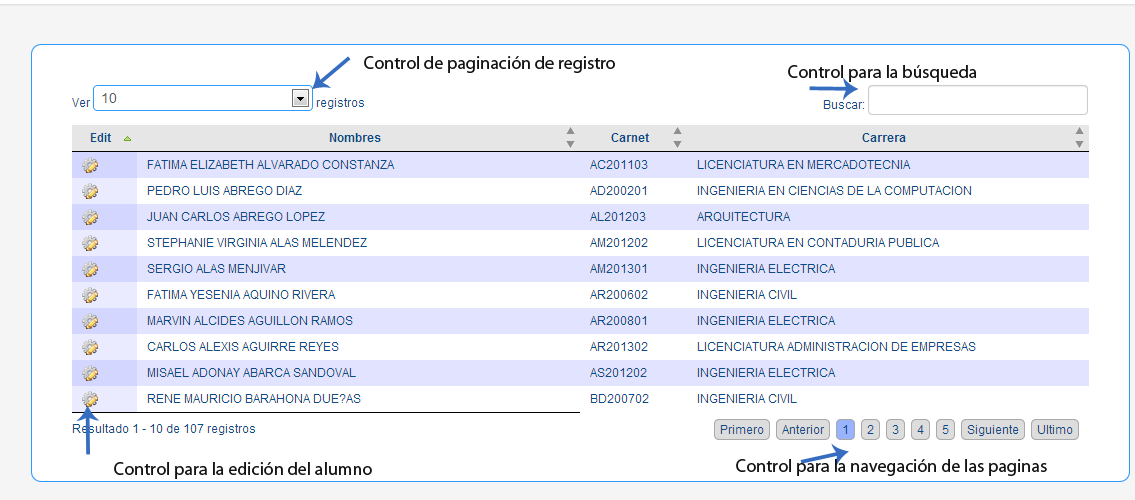 Control de paginación de registro
Control para la búsqueda
Ver 10 registros
Buscar:
Edit Nombres Carnet Carrera
FATIMA ELIZABETH ALVARADO CONSTANZA AC201103 LICENCIATURA EN MERCADOTECNIA
PEDRO LUIS ABREGO DIAZ AD200201 INGENIERIA EN CIENCIAS DE LA COMPUTACION
JUAN CARLOS ABREGO LOPEZ AL201203 ARQUITECTURA
STEPHANIE VIRGINIA ALAS MELENDEZ AM201202 LICENCIATURA EN CONTADURIA PUBLICA
SERGIO ALAS MENJIVAR AM201301 INGENIERIA ELECTRICA
FATIMA YESENIA AQUINO RIVERA AR200602 INGENIERIA CIVIL
MARVIN ALCIDES AGUILLON RAMOS AR200801 INGENIERIA ELECTRICA
CARLOS ALEXIS AGUIRRE REYES AR201302 LICENCIATURA ADMINISTRACION DE EMPRESAS
MISAEL ADONAY ABARCA SANDOVAL AS201202 INGENIERIA ELECTRICA
RENE MAURICIO BARAHONA DUE?AS BD200702 INGENIERIA CIVIL
Resultado 1 - 10 de 107 registros
Primero Anterior 1 2 3 4 5 Siguiente Ultimo
Control para la edición del alumno
Control para la navegación de las paginas